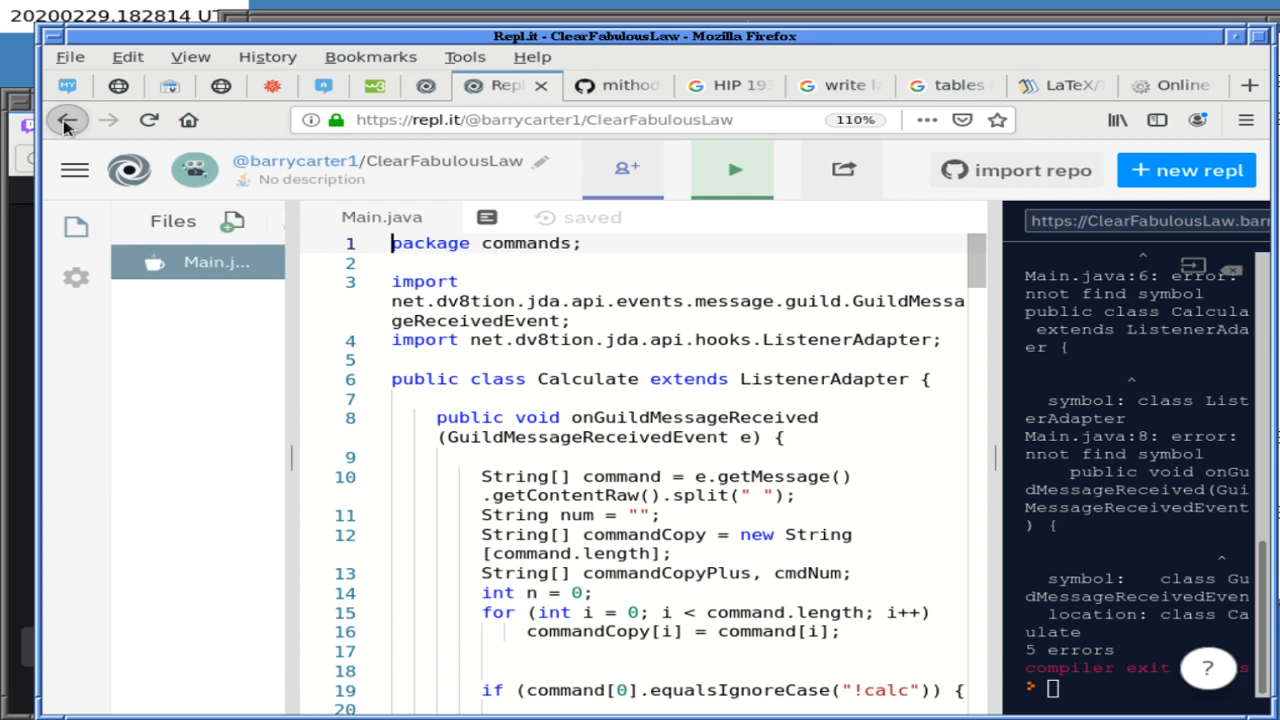 20200229.182814 U
Repl.it - ClearFabulousLaw - Mozilla Firefox
File Edit View History Bookmarks Tools Help
Repl mithod HIP 193 write l tables LaTeX/T Online
https://repl.it/@barrycarter1/ClearFabulousLaw 110%
@barrycarter1/ClearFabulousLaw
No description
import repo
+ new repl
Files
Main.j...
Main.java saved
1 package commands;
2
3 import
net.dv8tion.jda.api.events.message.guild.GuildMessa
geReceivedEvent;
4 import net.dv8tion.jda.api.hooks.ListenerAdapter;
5
6 public class Calculate extends ListenerAdapter {
7
8 public void onGuildMessageReceived
(GuildMessageReceivedEvent e) {
9
10 String[] command = e.getMessage()
.getContentRaw().split(" ");
11 String num = "";
12 String[] commandCopy = new String
[command.length];
13 String[] commandCopyPlus, cmdNum;
14 int n = 0;
15 for (int i = 0; i < command.length; i++)
16 commandCopy[i] = command[i];
17
18
19 if (command[0].equalsIgnoreCase("!calc")) {
20
https://ClearFabulousLaw.barr
^
Main.java:6: error:
nnot find symbol
public class Calcula
extends ListenerAda
er {
^
symbol: class List
erAdapter
Main.java:8: error:
nnot find symbol
public void onGu
dMessageReceived(Gui
MessageReceivedEvent
) {
^
symbol: class Gu
dMessageReceivedEven
location: class Ca
ulate
5 errors
compiler exit s
> 
?